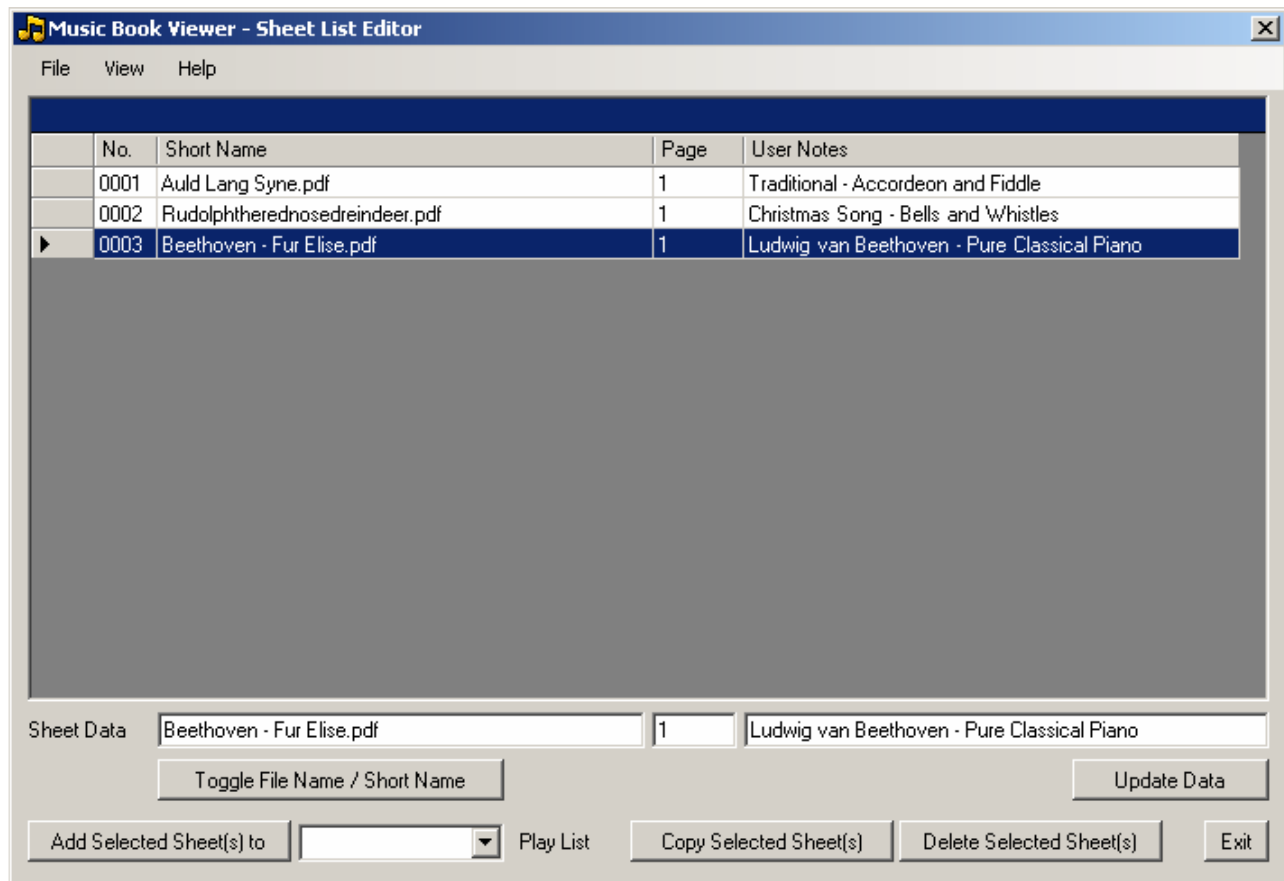 Music Book Viewer - Sheet List Editor
File View Help
No. Short Name Page User Notes
0001 Auld Lang Syne.pdf 1 Traditional - Accordeon and Fiddle
0002 Rudolphtherednosedreindeer.pdf 1 Christmas Song - Bells and Whistles
0003 Beethoven - Fur Elise.pdf 1 Ludwig van Beethoven - Pure Classical Piano
Sheet Data Beethoven - Fur Elise.pdf 1 Ludwig van Beethoven - Pure Classical Piano
Toggle File Name / Short Name Update Data
Add Selected Sheet(s) to Play List Copy Selected Sheet(s) Delete Selected Sheet(s) Exit